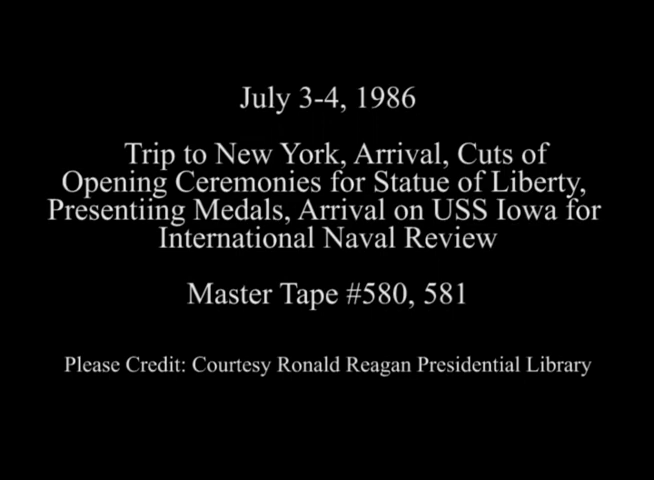 July 3-4, 1986
Trip to New York, Arrival, Cuts of
Opening Ceremonies for Statue of Liberty,
Presentiing Medals, Arrival on USS Iowa for
International Naval Review
Master Tape #580, 581
Please Credit: Courtesy Ronald Reagan Presidential Library